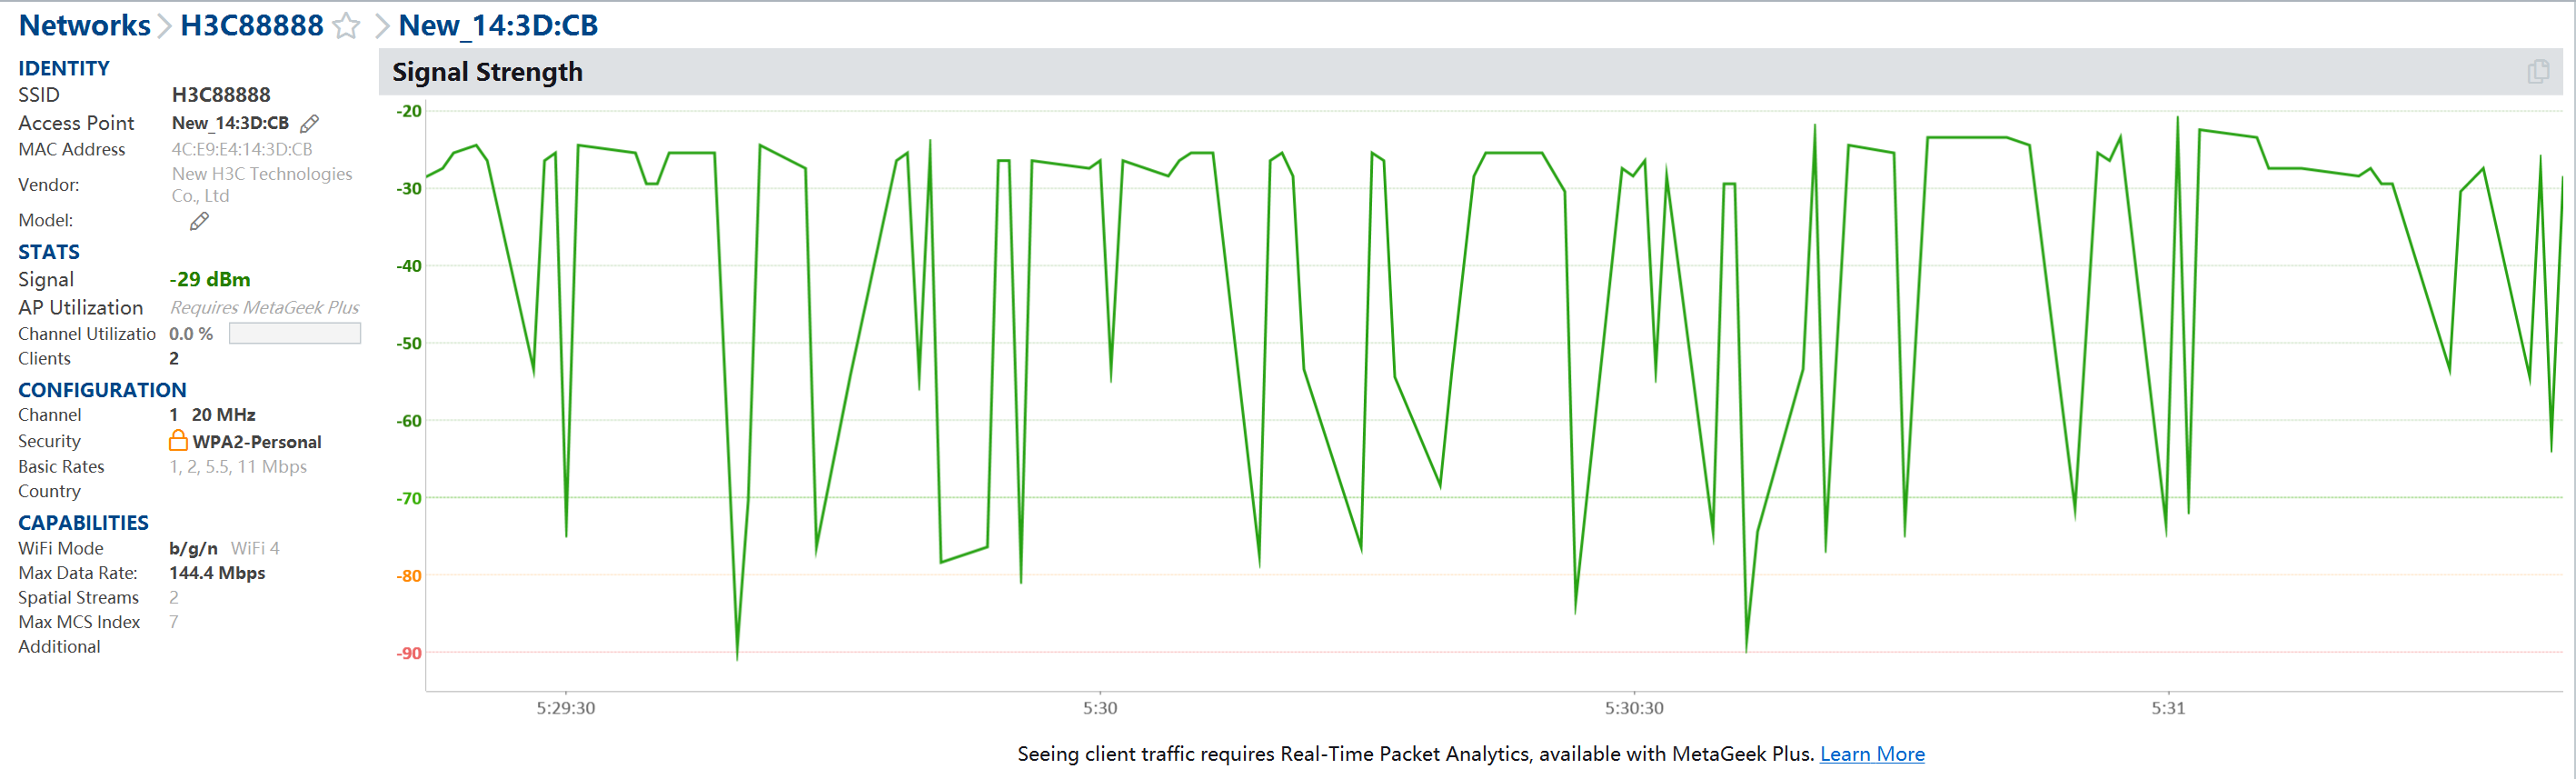 Networks H3C88888 New_14:3D:CB
IDENTITY
SSID H3C88888
Access Point New_14:3D:CB
MAC Address 4C:E9:E4:14:3D:CB
Vendor: New H3C Technologies
Co., Ltd
Model:
STATS
Signal -29 dBm
AP Utilization Requires MetaGeek Plus
Channel Utilizatio 0.0 %
Clients 2
CONFIGURATION
Channel 1 20 MHz
Security WPA2-Personal
Basic Rates 1, 2, 5.5, 11 Mbps
Country
CAPABILITIES
WiFi Mode b/g/n WiFi 4
Max Data Rate: 144.4 Mbps
Spatial Streams 2
Max MCS Index 7
Additional
Signal Strength
-20
-30
-40
-50
-60
-70
-80
-90
5:29:30 5:30 5:30:30 5:31
Seeing client traffic requires Real-Time Packet Analytics, available with MetaGeek Plus. Learn More